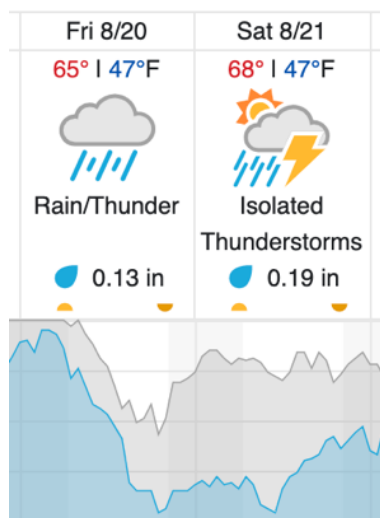 Fri 8/20
Sat 8/21
65° | 47°F
68° | 47°F
Rain/Thunder
Isolated
Thunderstorms
0.13 in
0.19 in